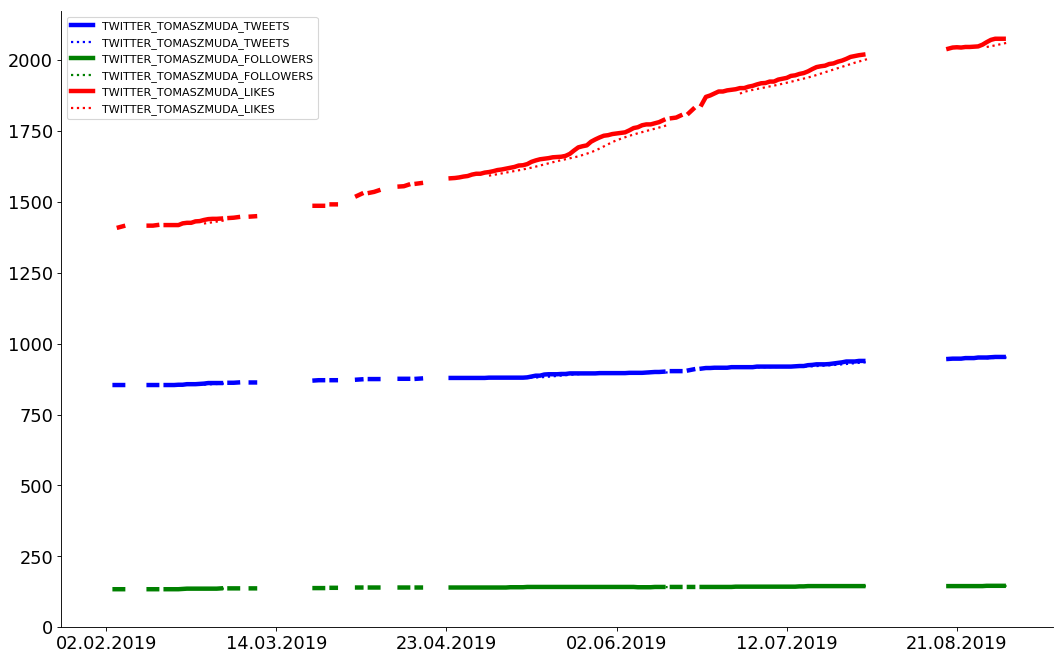 TWITTER_TOMASZMUDA_TWEETS
TWITTER_TOMASZMUDA_TWEETS
TWITTER_TOMASZMUDA_FOLLOWERS
TWITTER_TOMASZMUDA_FOLLOWERS
TWITTER_TOMASZMUDA_LIKES
TWITTER_TOMASZMUDA_LIKES
2000
1750
1500
1250
1000
750
500
250
0
02.02.2019 14.03.2019 23.04.2019 02.06.2019 12.07.2019 21.08.2019